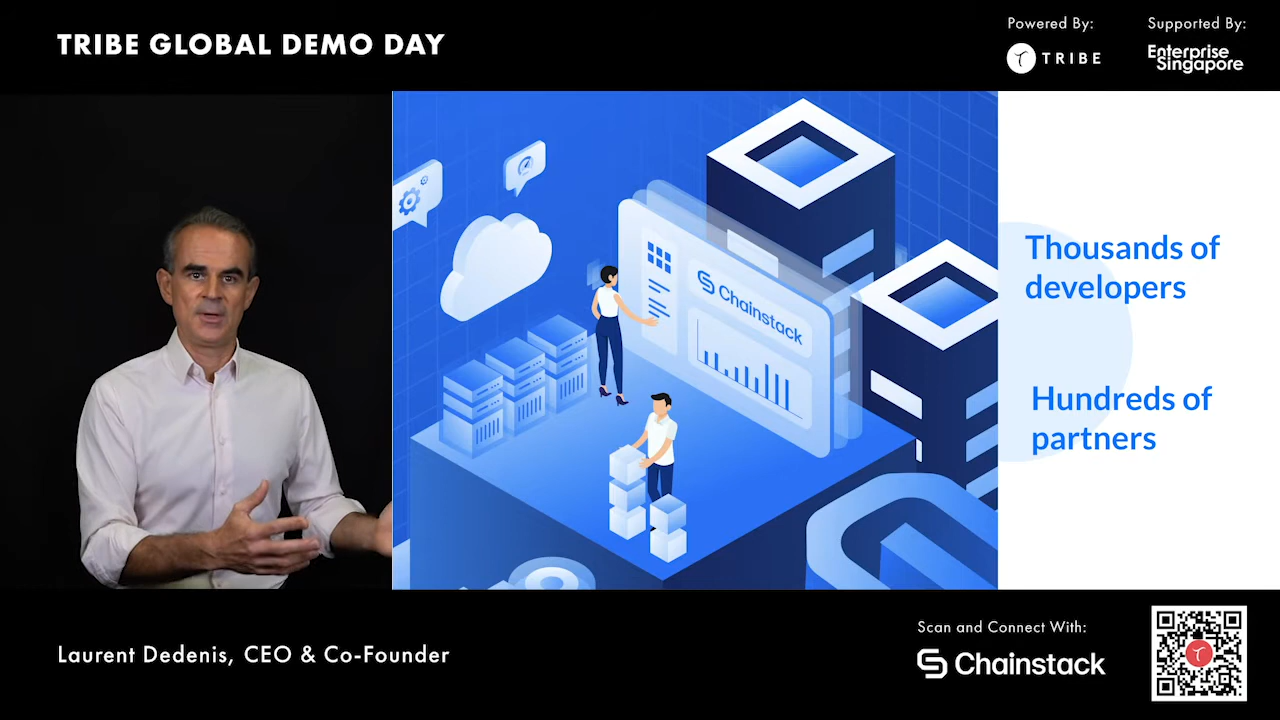 TRIBE GLOBAL DEMO DAY
Powered By:
TRIBE
Supported By:
Enterprise
Singapore
Chainstack
Thousands of
developers
Hundreds of
partners
Laurent Dedenis, CEO & Co-Founder
Scan and Connect With:
Chainstack